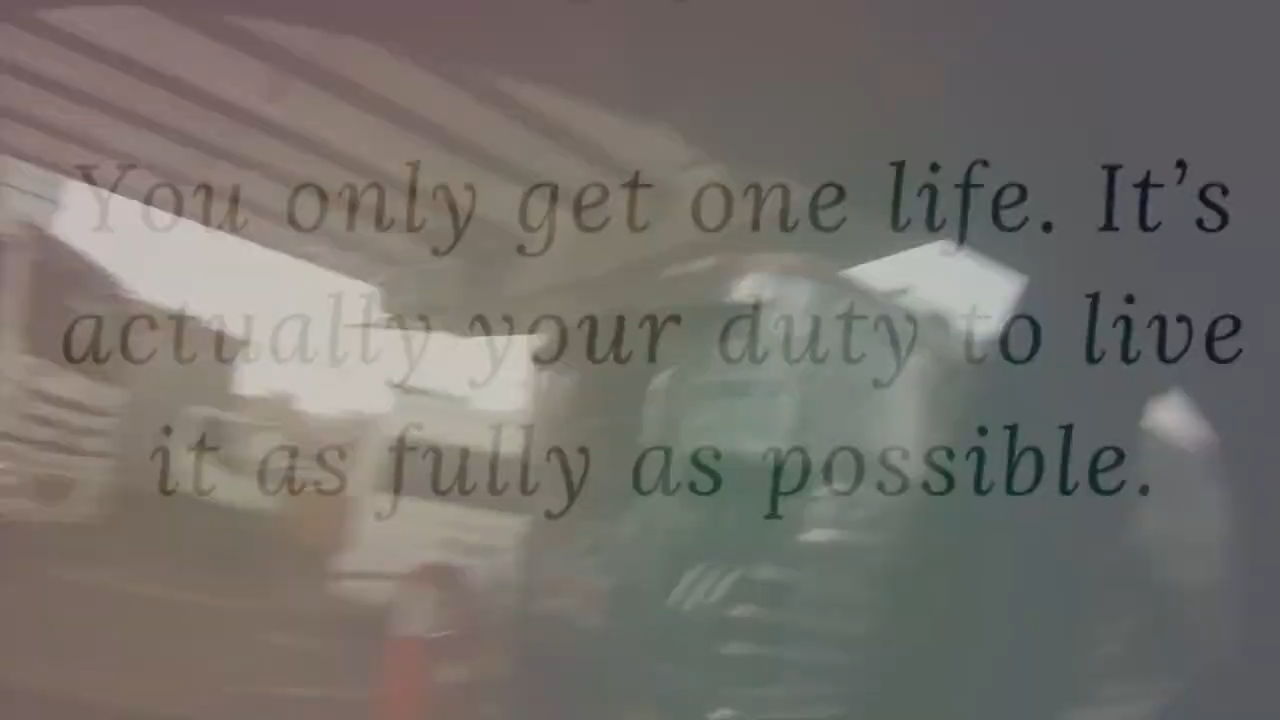 You only get one life. It’s
actually your duty to live
it as fully as possible.